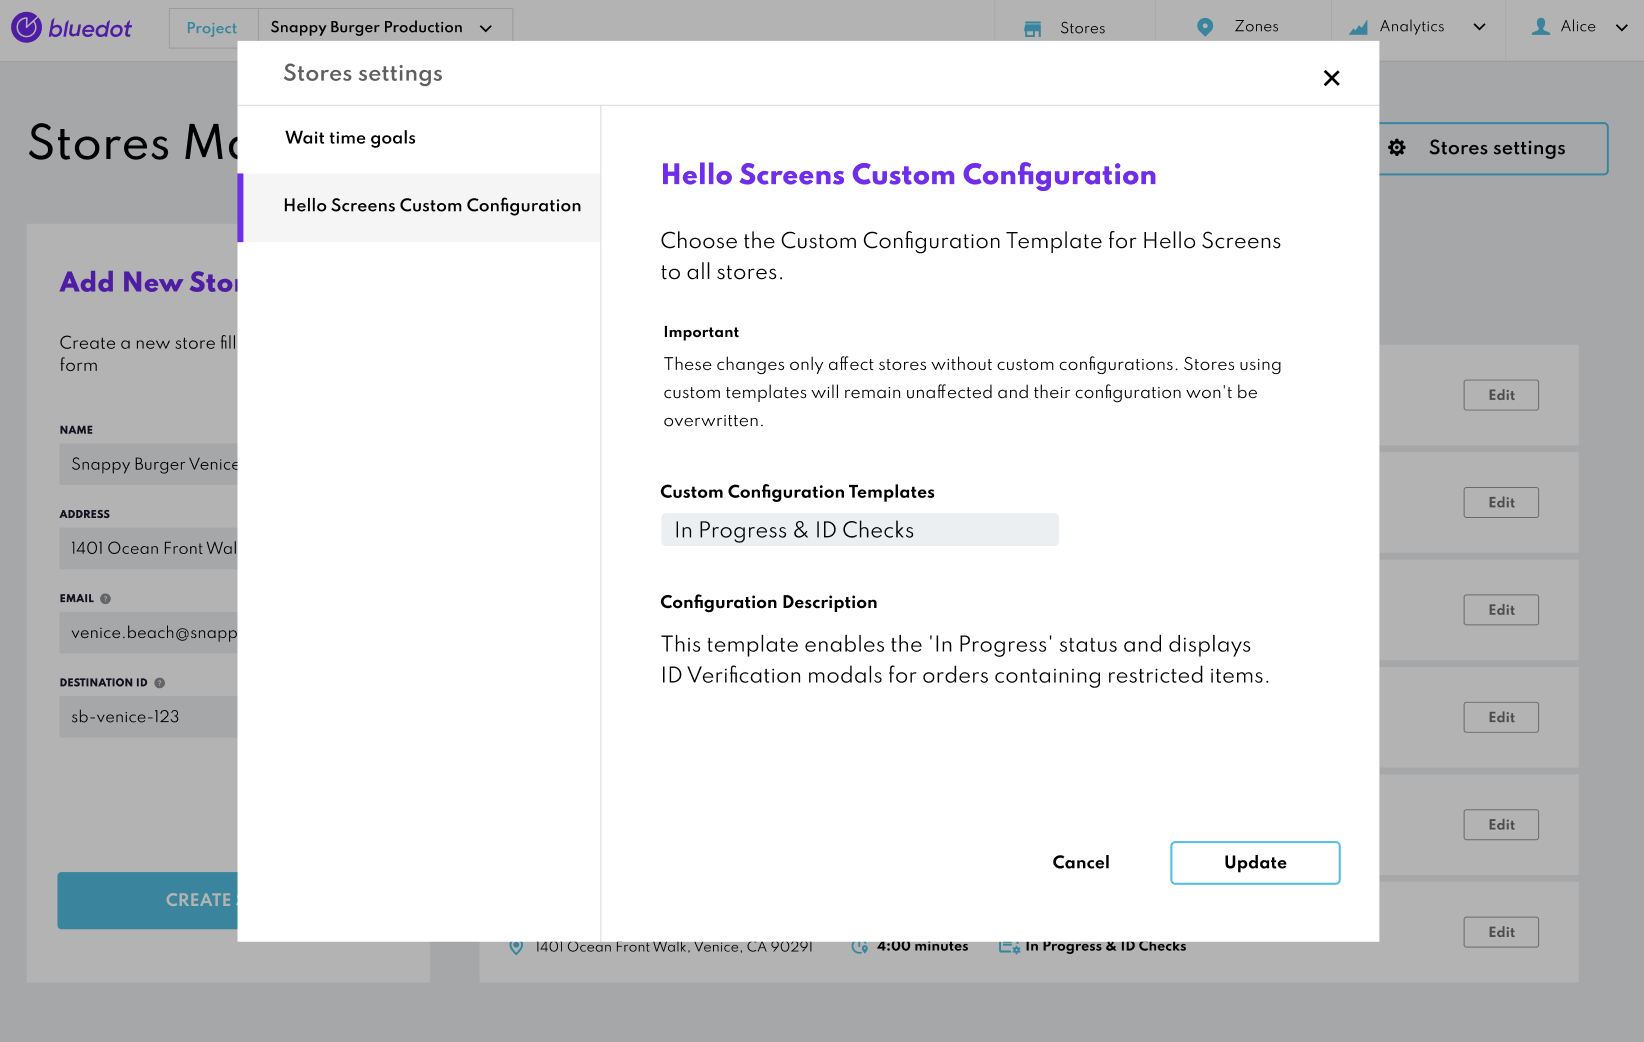 bluedot
Project
Snappy Burger Production
Stores
Zones
Analytics
Alice
Stores settings
Stores Ma
Stores settings
Wait time goals
Hello Screens Custom Configuration
Hello Screens Custom Configuration
Choose the Custom Configuration Template for Hello Screens
to all stores.
Important
These changes only affect stores without custom configurations. Stores using
custom templates will remain unaffected and their configuration won't be
overwritten.
Custom Configuration Templates
In Progress & ID Checks
Configuration Description
This template enables the 'In Progress' status and displays
ID Verification modals for orders containing restricted items.
Cancel
Update
Add New Stor
Create a new store fill
form
NAME
Snappy Burger Venice
ADDRESS
1401 Ocean Front Wal
EMAIL ?
venice.beach@snapp
DESTINATION ID ?
sb-venice-123
CREATE
Edit
Edit
Edit
Edit
Edit
1401 Ocean Front Walk, Venice, CA 90291
4:00 minutes
In Progress & ID Checks
Edit